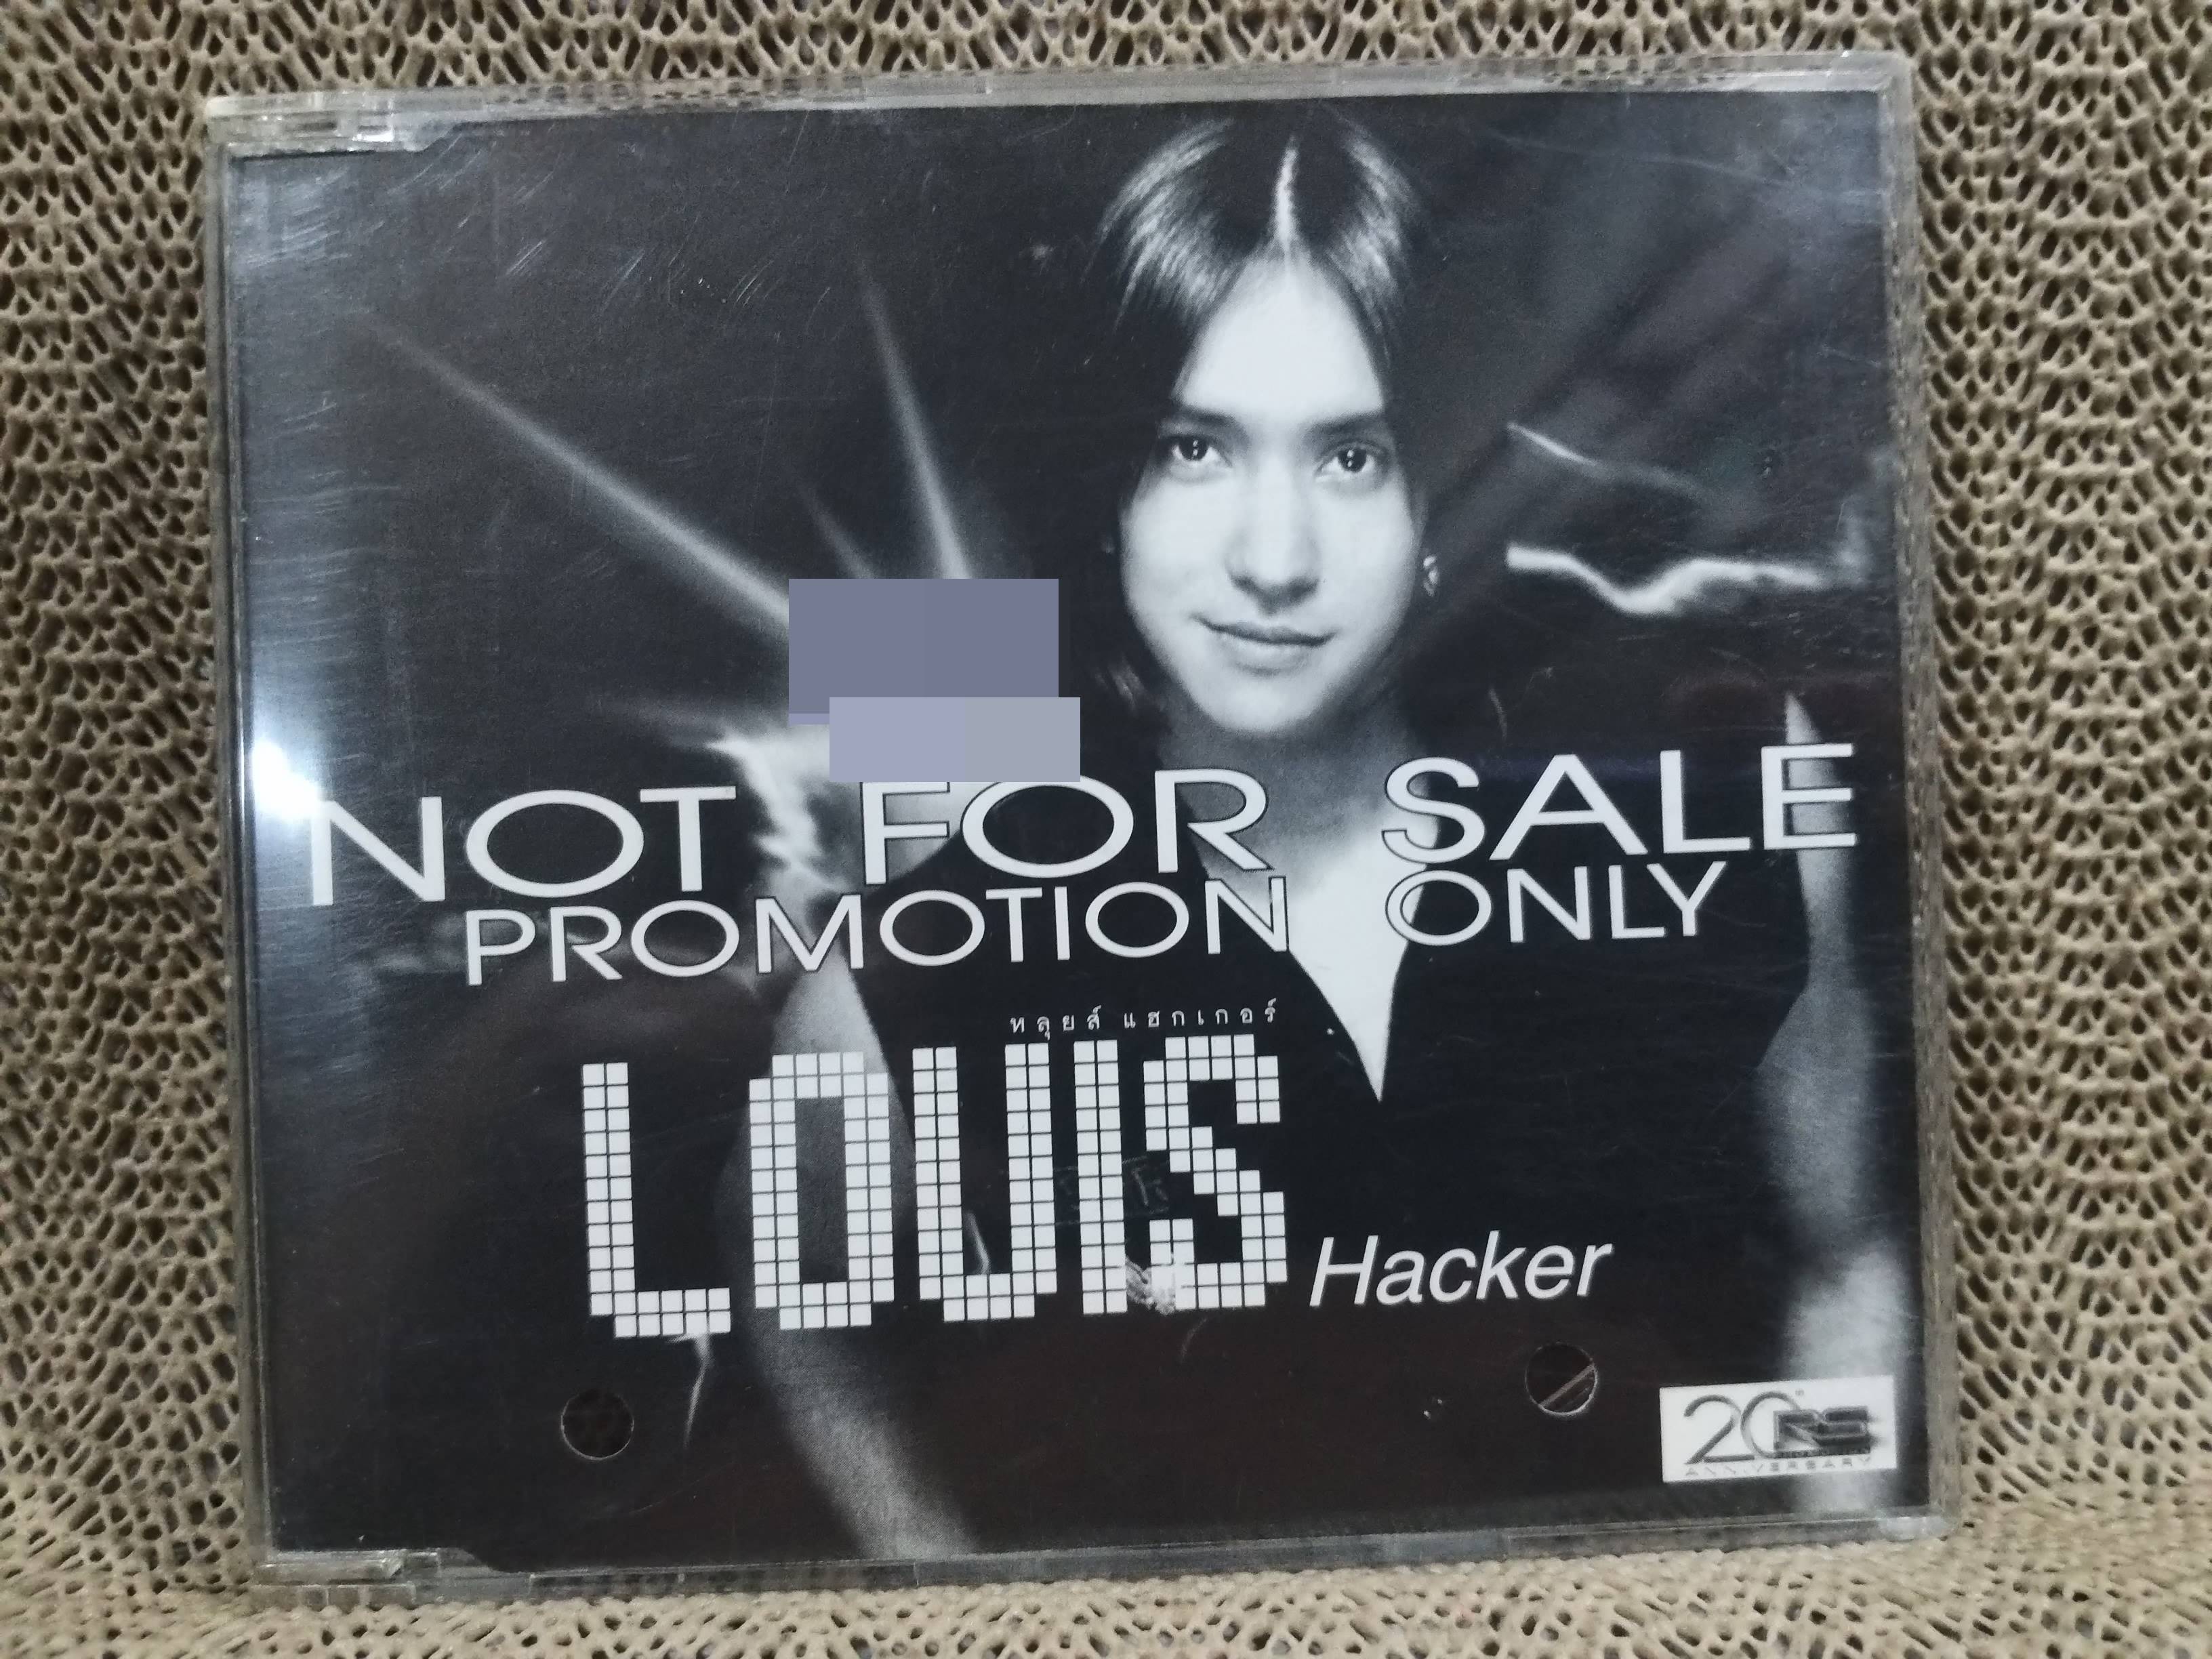 NOT FOR SALE
PROMOTION ONLY
หลุยส์ แฮกเกอร์
LOUIS Hacker
20th RS
ANNIVERSARY